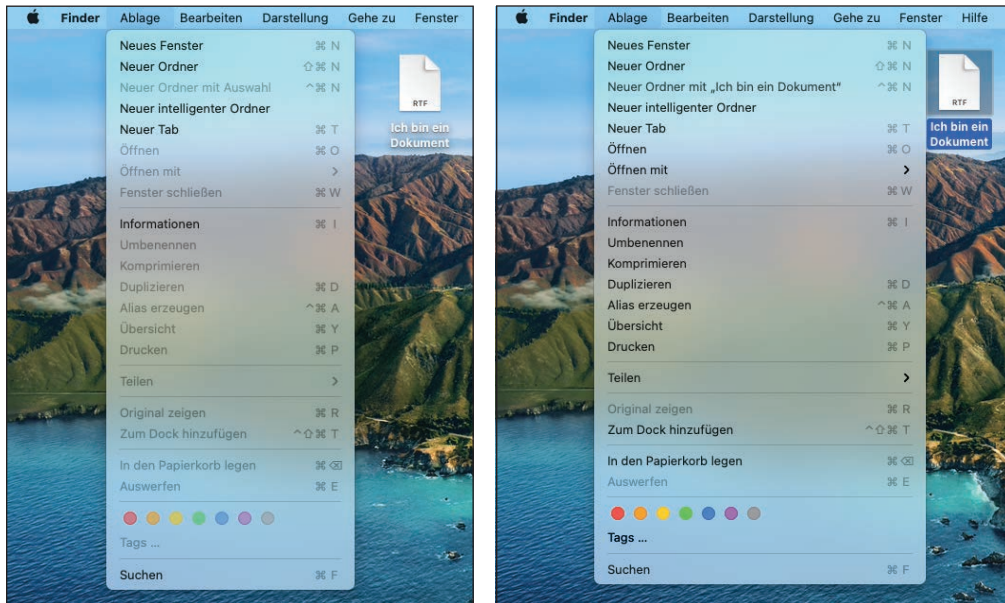 Finder Ablage Bearbeiten Darstellung Gehe zu Fenster
Neues Fenster ⌘ N
Neuer Ordner ⇧⌘ N
Neuer Ordner mit Auswahl ^⌘ N
Neuer intelligenter Ordner
Neuer Tab ⌘ T
Öffnen ⌘ O
Öffnen mit >
Fenster schließen ⌘ W
Informationen ⌘ I
Umbenennen
Komprimieren
Duplizieren ⌘ D
Alias erzeugen ^⌘ A
Übersicht ⌘ Y
Drucken ⌘ P
Teilen >
Original zeigen ⌘ R
Zum Dock hinzufügen ^⇧⌘ T
In den Papierkorb legen ⌘ ⌫
Auswerfen ⌘ E
Tags ...
Suchen ⌘ F
RTF
Ich bin ein
Dokument
Finder Ablage Bearbeiten Darstellung Gehe zu Fenster Hilfe
Neues Fenster ⌘ N
Neuer Ordner ⇧⌘ N
Neuer Ordner mit „Ich bin ein Dokument“ ^⌘ N
Neuer intelligenter Ordner
Neuer Tab ⌘ T
Öffnen ⌘ O
Öffnen mit >
Fenster schließen ⌘ W
Informationen ⌘ I
Umbenennen
Komprimieren
Duplizieren ⌘ D
Alias erzeugen ^⌘ A
Übersicht ⌘ Y
Drucken ⌘ P
Teilen >
Original zeigen ⌘ R
Zum Dock hinzufügen ^⇧⌘ T
In den Papierkorb legen ⌘ ⌫
Auswerfen ⌘ E
Tags ...
Suchen ⌘ F
RTF
Ich bin ein
Dokument